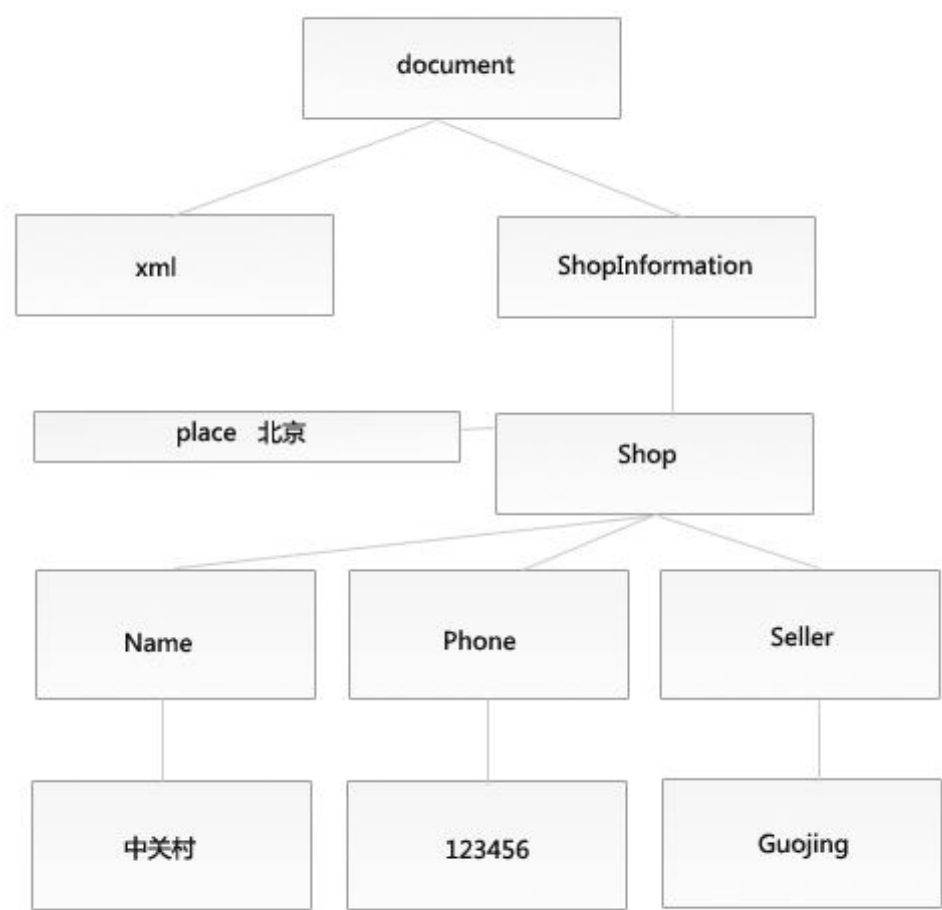 document
xml
ShopInformation
place 北京
Shop
Name
Phone
Seller
中关村
123456
Guojing